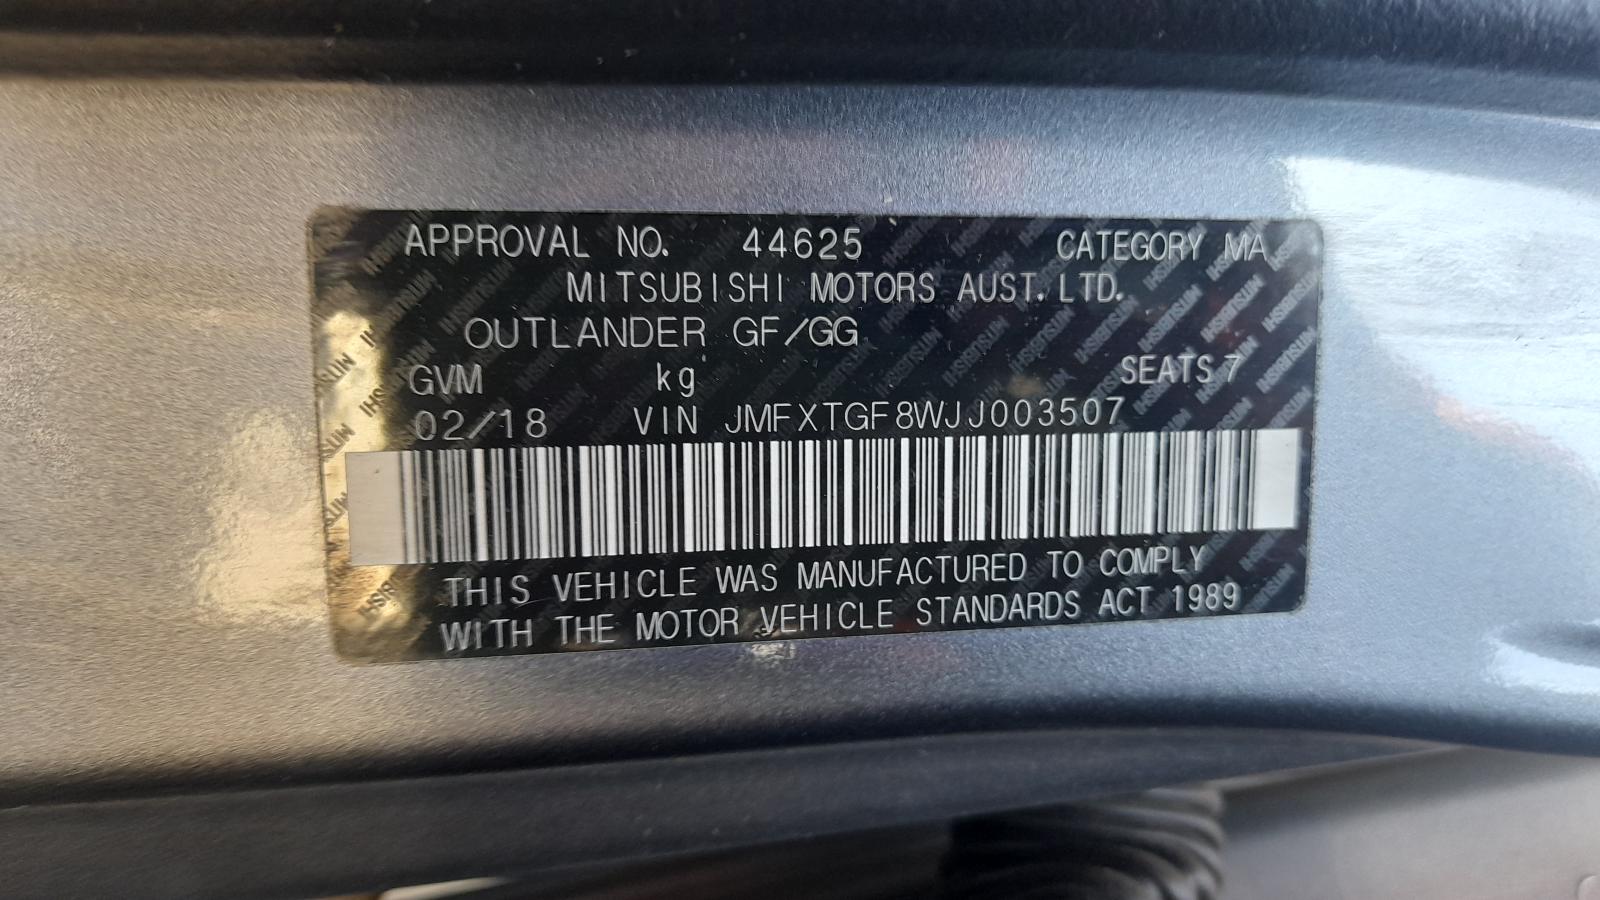 APPROVAL NO. 44625 CATEGORY MA
MITSUBISHI MOTORS AUST.LTD.
OUTLANDER GF/GG
GVM kg SEATS 7
02/18 VIN JMFXTGF8WJJ003507
THIS VEHICLE WAS MANUFACTURED TO COMPLY
WITH THE MOTOR VEHICLE STANDARDS ACT 1989